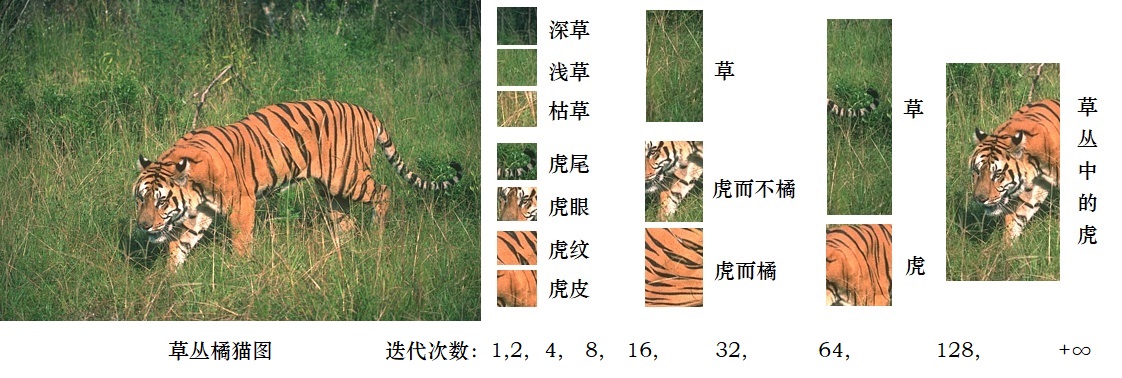 深草
浅草
枯草
虎尾
虎眼
虎纹
虎皮
草
虎而不橘
虎而橘
草
虎
草丛中的虎
草丛橘猫图
迭代次数：1,2, 4, 8, 16, 32, 64, 128, +∞